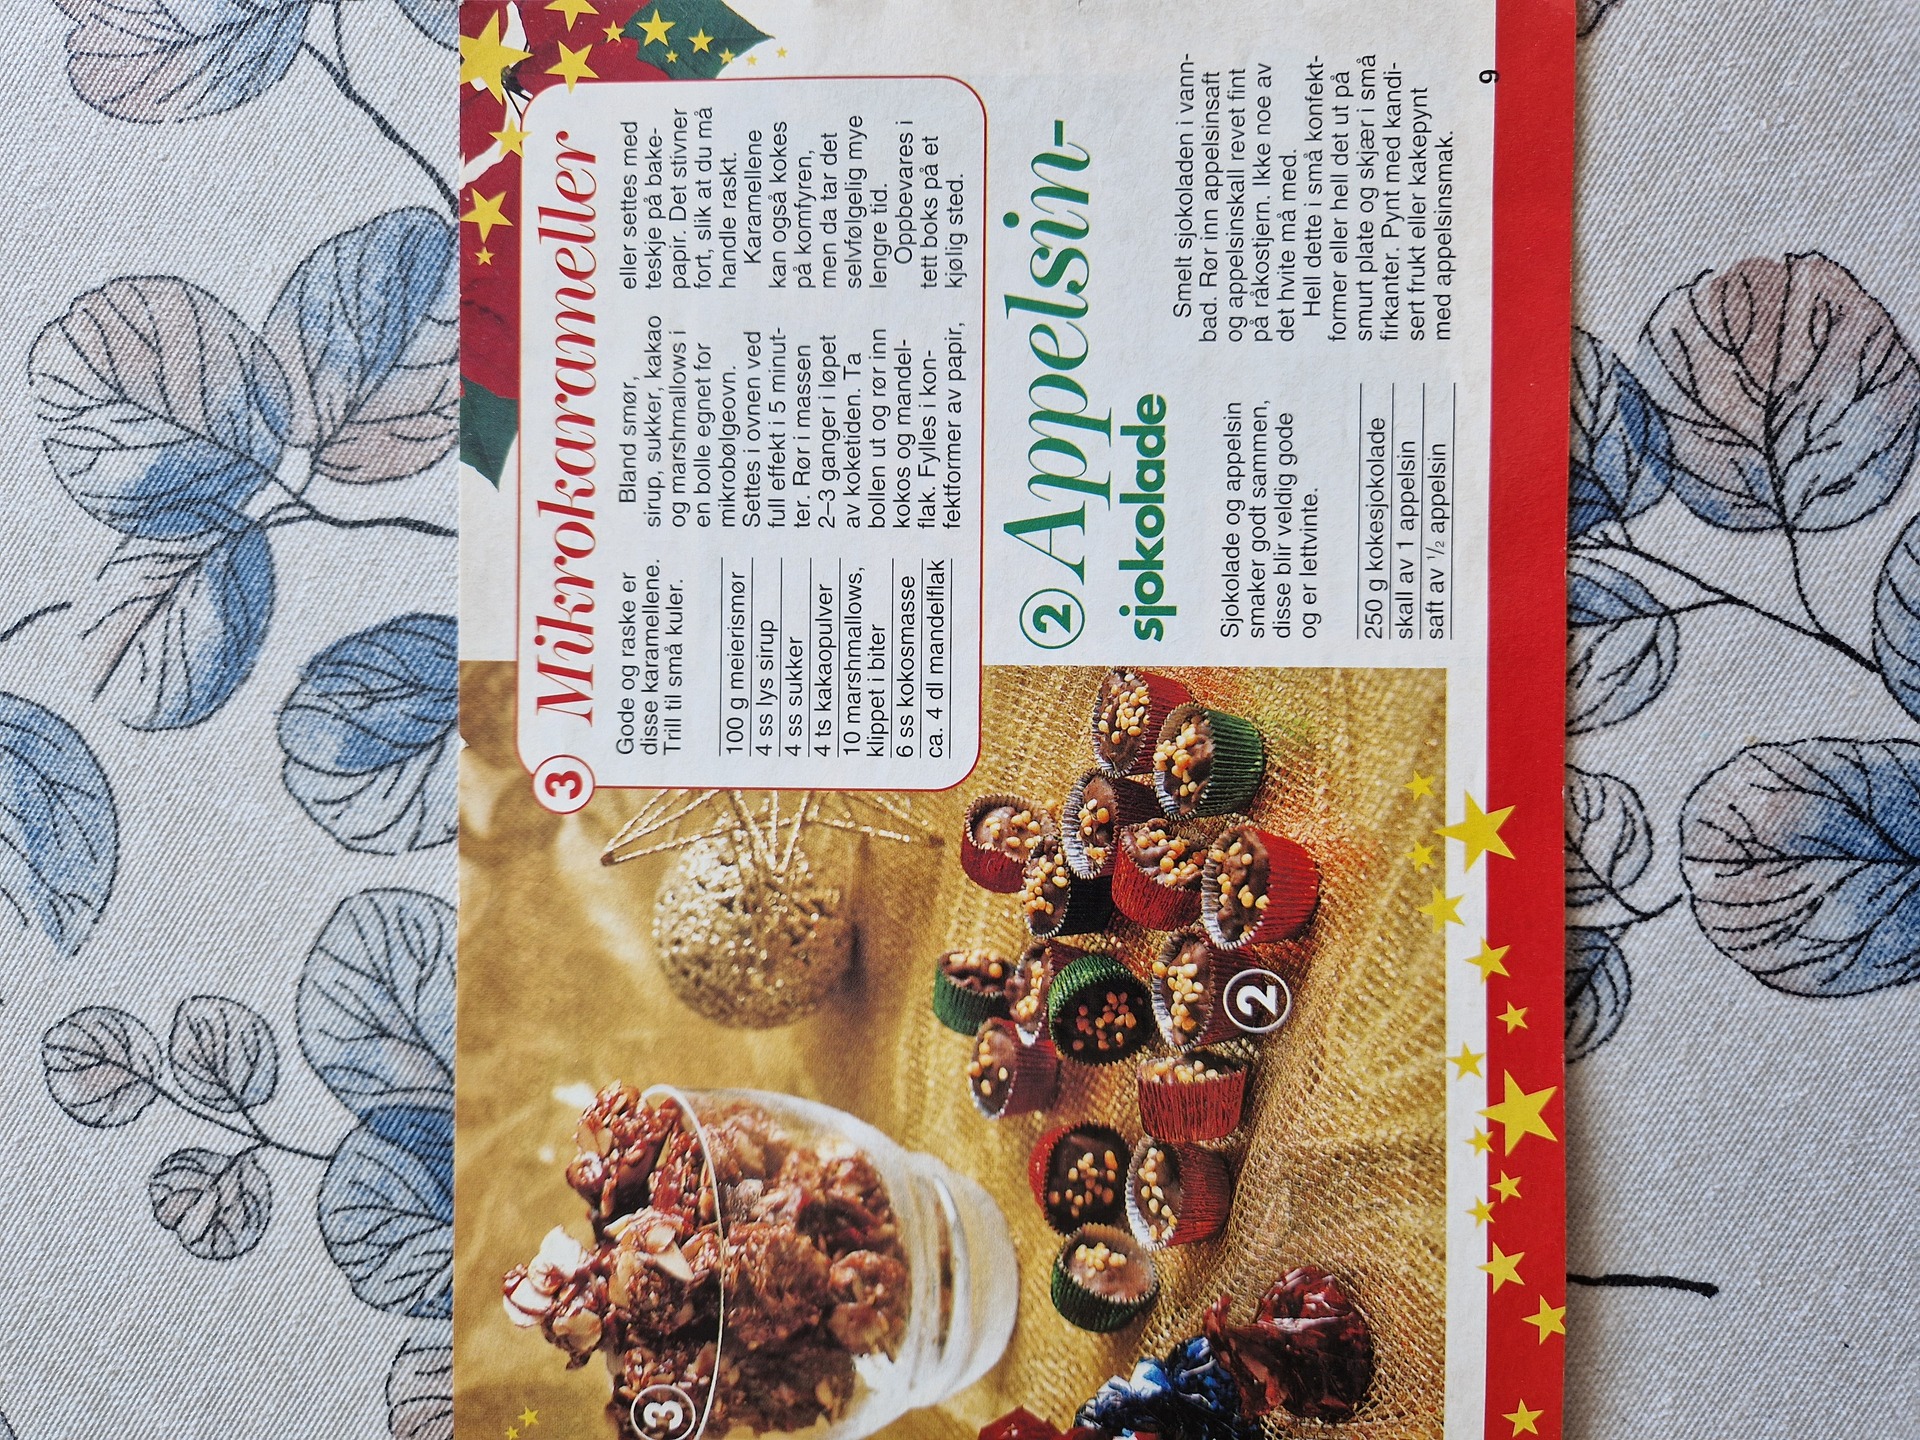 3
3 Mikrokarameller
Gode og raske er
disse karamellene.
Trill til små kuler.
100 g meierismør
4 ss lys sirup
4 ss sukker
4 ts kakaopulver
10 marshmallows,
klippet i biter
6 ss kokosmasse
ca. 4 dl mandelflak
Bland smør,
sirup, sukker, kakao
og marshmallows i
en bolle egnet for
mikrobølgeovn.
Settes i ovnen ved
full effekt i 5 minut-
ter. Rør i massen
2–3 ganger i løpet
av koketiden. Ta
bollen ut og rør inn
kokos og mandel-
flak. Fylles i kon-
fektformer av papir,
eller settes med
teskje på bake-
papir. Det stivner
fort, slik at du må
handle raskt.
Karamellene
kan også kokes
på komfyren,
men da tar det
selvfølgelig mye
lengre tid.
Oppbevares i
tett boks på et
kjølig sted.
2
2 Appelsin-
sjokolade
Sjokolade og appelsin
smaker godt sammen,
disse blir veldig gode
og er lettvinte.
250 g kokesjokolade
skall av 1 appelsin
saft av 1/2 appelsin
Smelt sjokoladen i vann-
bad. Rør inn appelsinsaft
og appelsinskall revet fint
på råkostjern. Ikke noe av
det hvite må med.
Hell dette i små konfekt-
former eller hell det ut på
smurt plate og skjær i små
firkanter. Pynt med kandi-
sert frukt eller kakepynt
med appelsinsmak.
9